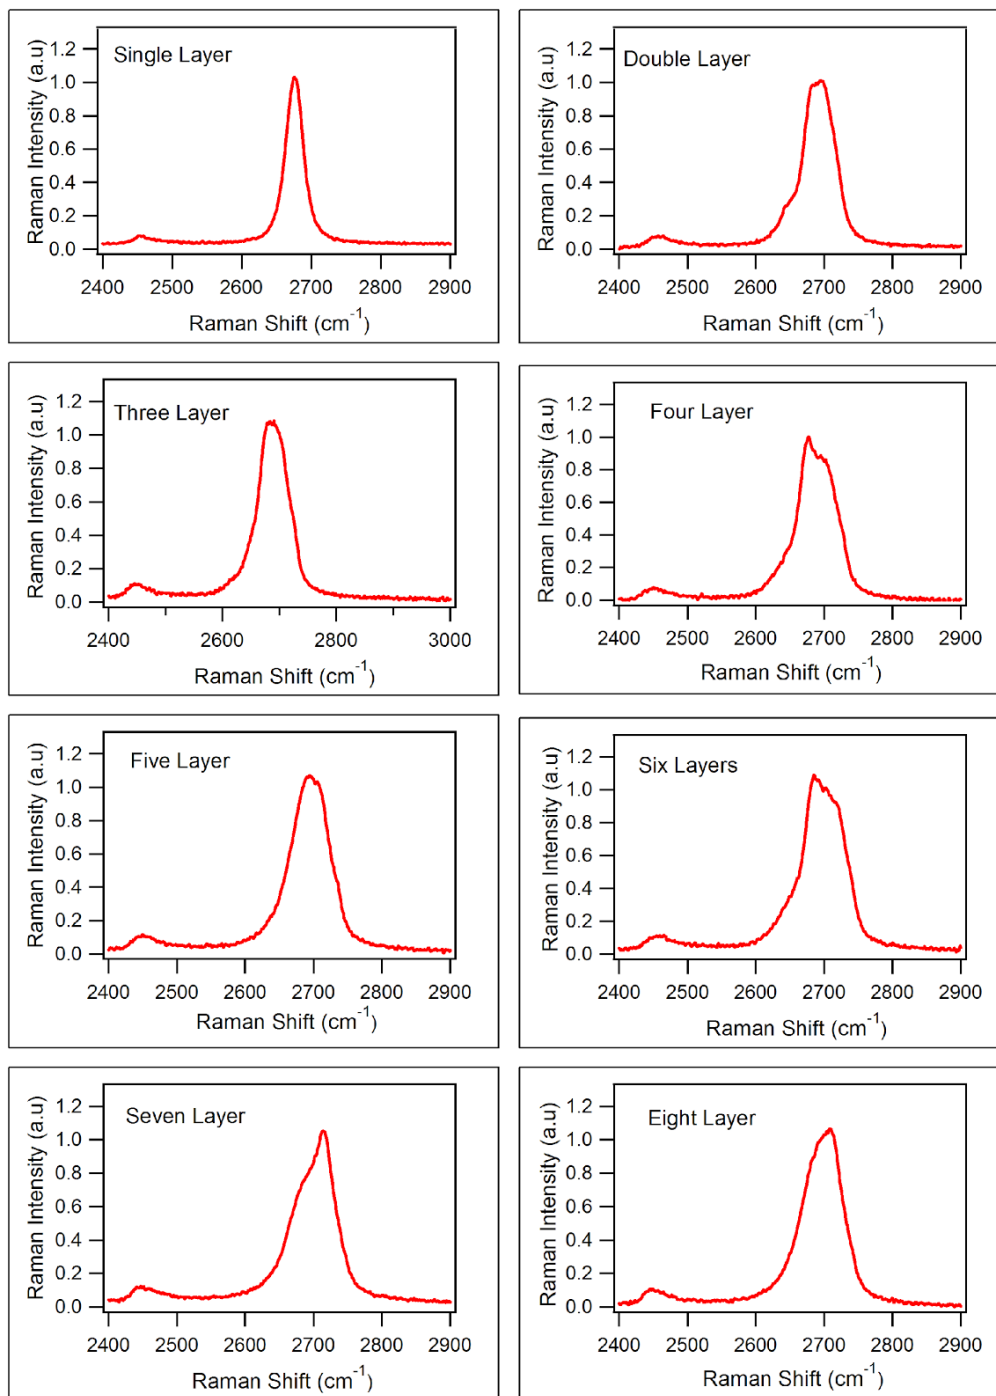 Single Layer
Raman Intensity (a.u)
1.2
1.0
0.8
0.6
0.4
0.2
0.0
2400 2500 2600 2700 2800 2900
Raman Shift (cm⁻¹)
Double Layer
Raman Intensity (a.u)
1.2
1.0
0.8
0.6
0.4
0.2
0.0
2400 2500 2600 2700 2800 2900
Raman Shift (cm⁻¹)
Three Layer
Raman Intensity (a.u)
1.2
1.0
0.8
0.6
0.4
0.2
0.0
2400 2600 2800 3000
Raman Shift (cm⁻¹)
Four Layer
Raman Intensity (a.u)
1.2
1.0
0.8
0.6
0.4
0.2
0.0
2400 2500 2600 2700 2800 2900
Raman Shift (cm⁻¹)
Five Layer
Raman Intensity (a.u)
1.2
1.0
0.8
0.6
0.4
0.2
0.0
2400 2500 2600 2700 2800 2900
Raman Shift (cm⁻¹)
Six Layers
Raman Intensity (a.u)
1.2
1.0
0.8
0.6
0.4
0.2
0.0
2400 2500 2600 2700 2800 2900
Raman Shift (cm⁻¹)
Seven Layer
Raman Intensity (a.u)
1.2
1.0
0.8
0.6
0.4
0.2
0.0
2400 2500 2600 2700 2800 2900
Raman Shift (cm⁻¹)
Eight Layer
Raman Intensity (a.u)
1.2
1.0
0.8
0.6
0.4
0.2
0.0
2400 2500 2600 2700 2800 2900
Raman Shift (cm⁻¹)